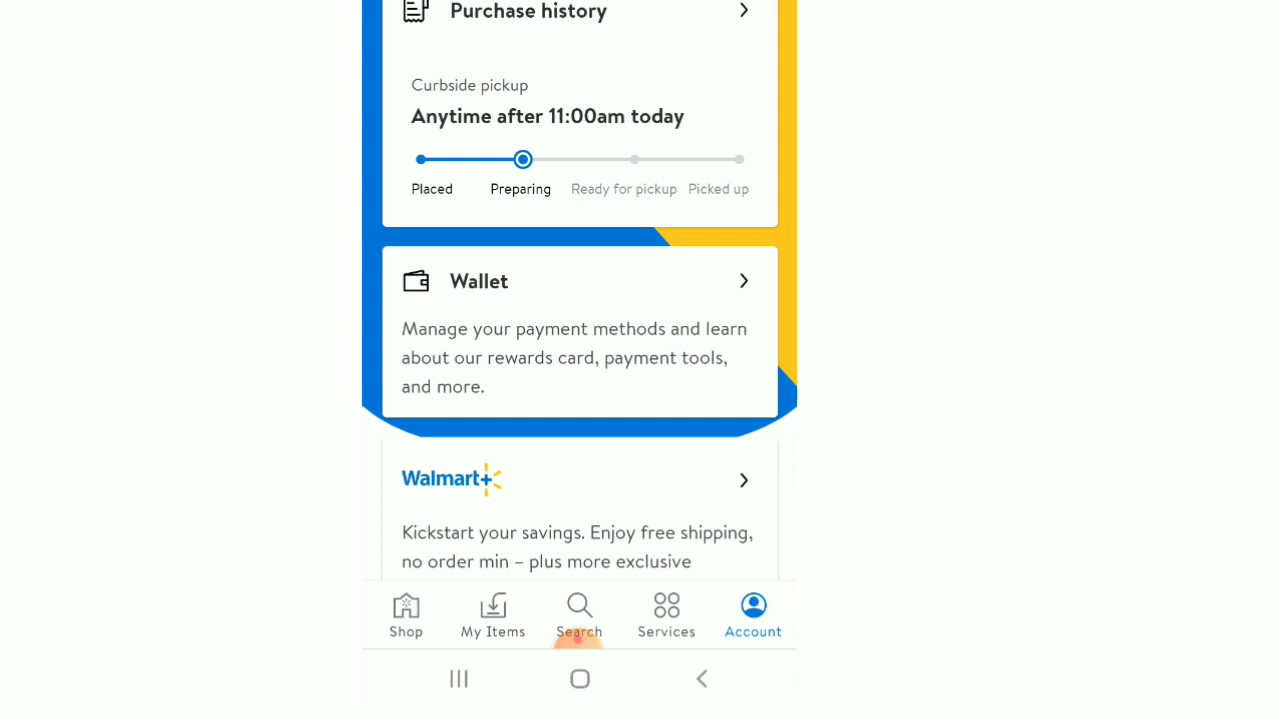 Purchase history
Curbside pickup
Anytime after 11:00am today
Placed Preparing Ready for pickup Picked up
Wallet
Manage your payment methods and learn
about our rewards card, payment tools,
and more.
Walmart+
Kickstart your savings. Enjoy free shipping,
no order min – plus more exclusive
Shop My Items Search Services Account